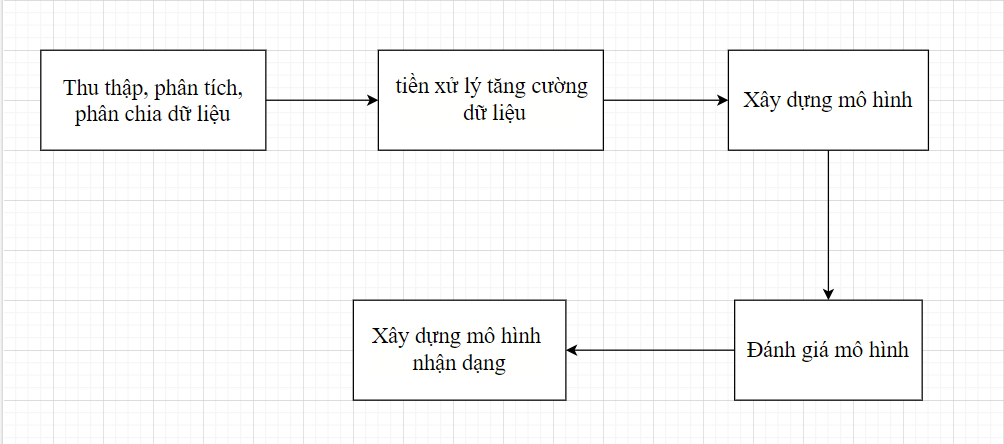 Thu thập, phân tích,
phân chia dữ liệu
tiền xử lý tăng cường
dữ liệu
Xây dựng mô hình
Đánh giá mô hình
Xây dựng mô hình
nhận dạng